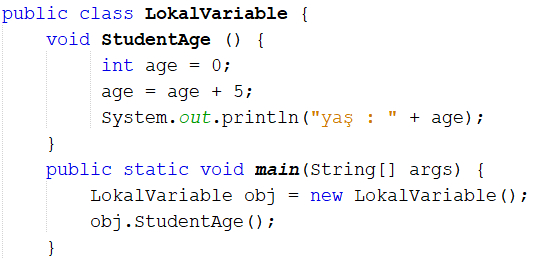 public class LokalVariable {
void StudentAge () {
int age = 0;
age = age + 5;
System.out.println("yaş : " + age);
}
public static void main(String[] args) {
LokalVariable obj = new LokalVariable();
obj.StudentAge();
}